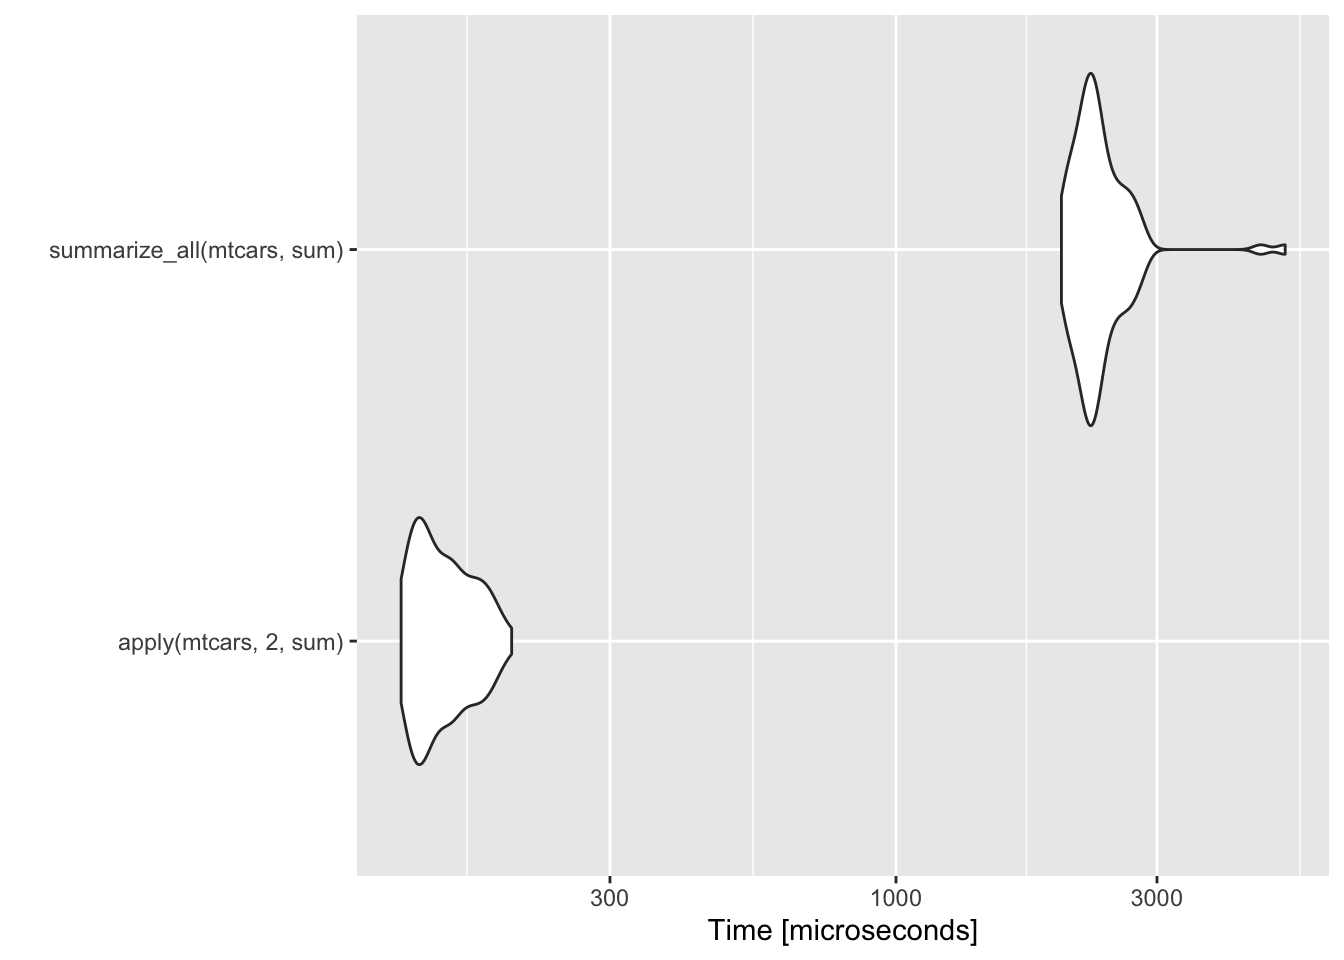 summarize_all(mtcars, sum)
apply(mtcars, 2, sum)
300 1000 3000
Time [microseconds]